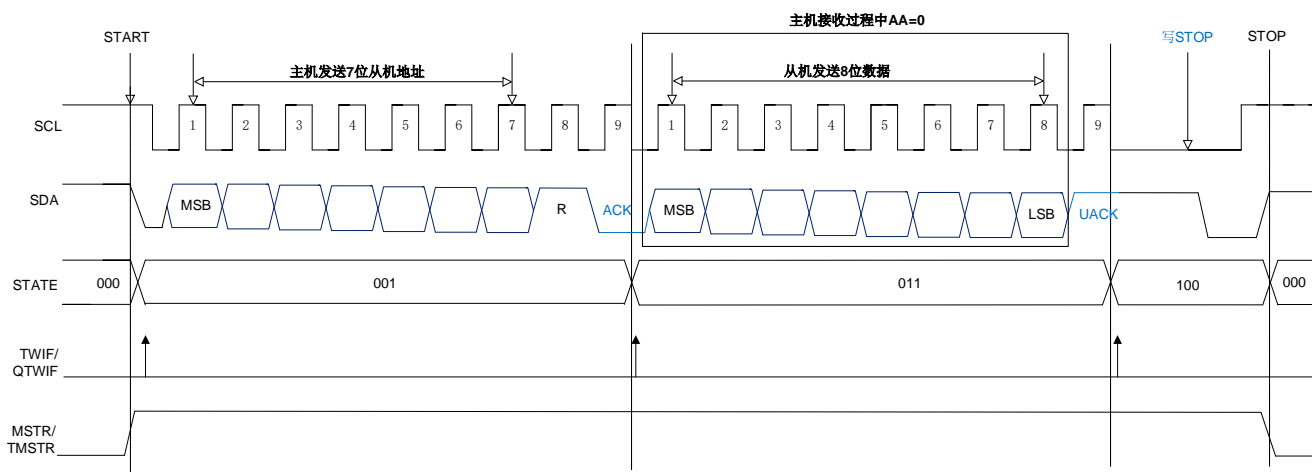 主机接收过程中AA=0
START
写STOP
STOP
主机发送7位从机地址
从机发送8位数据
SCL
1 2 3 4 5 6 7 8 9 1 2 3 4 5 6 7 8 9
SDA
MSB R ACK MSB LSB UACK
STATE
000 001 011 100 000
TWIF/
QTWIF
MSTR/
TMSTR